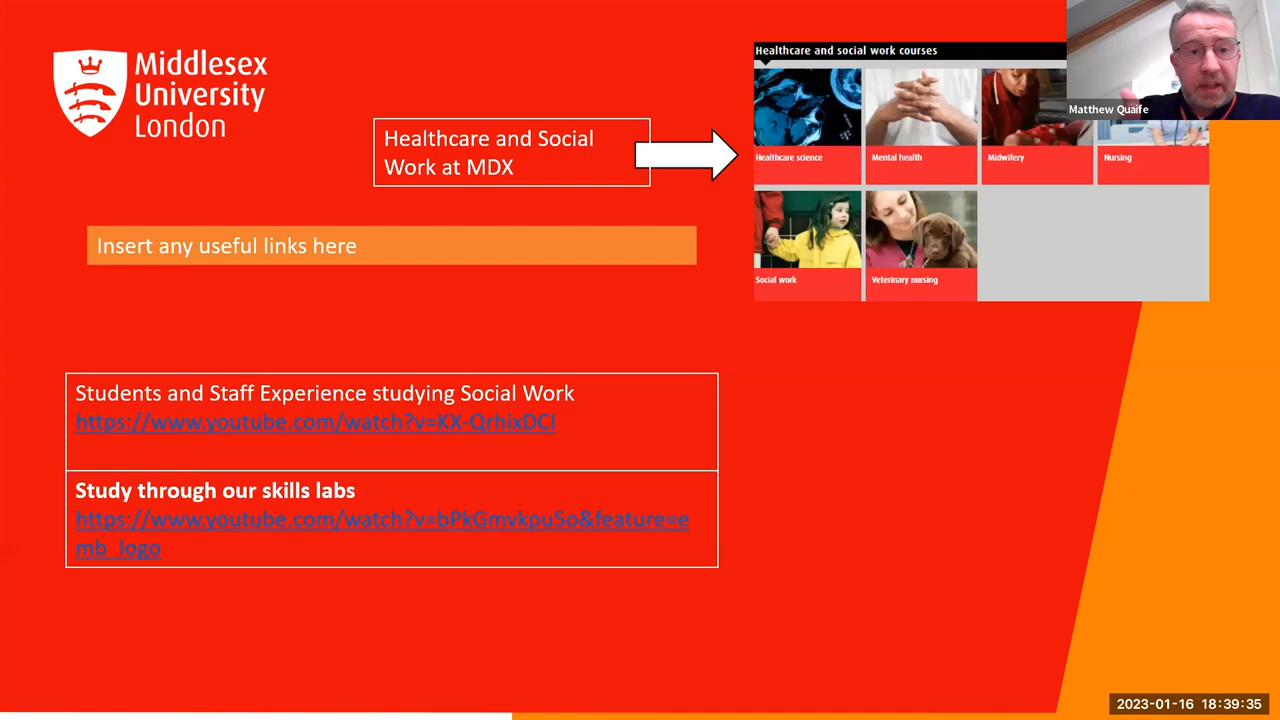 Middlesex
University
London
Healthcare and Social
Work at MDX
Healthcare and social work courses
Matthew Quaife
Healthcare science
Mental health
Midwifery
Nursing
Social work
Veterinary nursing
Insert any useful links here
Students and Staff Experience studying Social Work
https://www.youtube.com/watch?v=KX-QrhixDCI
Study through our skills labs
https://www.youtube.com/watch?v=bPkGmvkpu5o&feature=e
mb_logo
2023-01-16 18:39:35